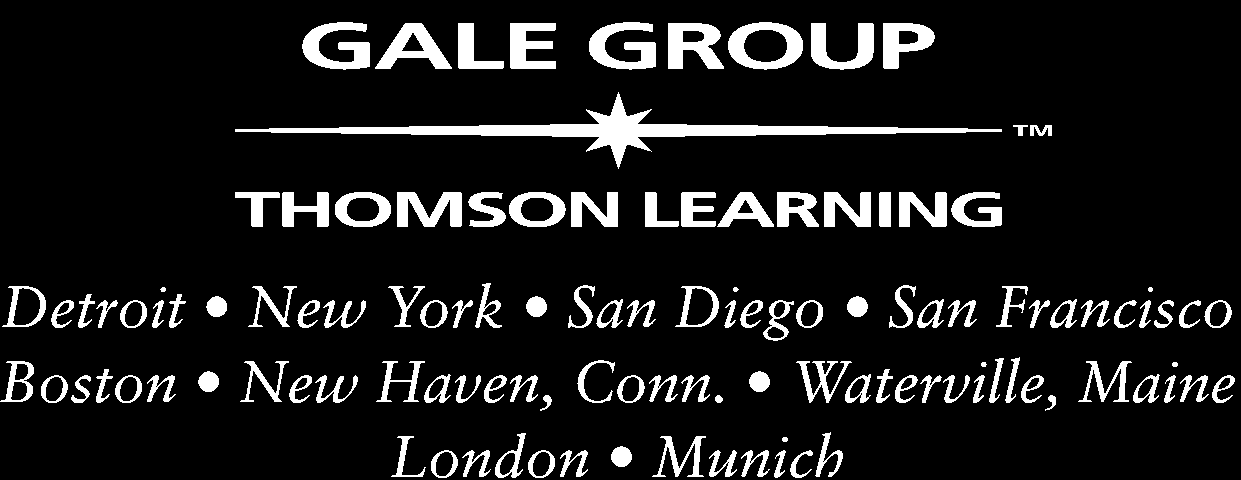 GALE GROUP
TM
THOMSON LEARNING
Detroit • New York • San Diego • San Francisco
Boston • New Haven, Conn. • Waterville, Maine
London • Munich